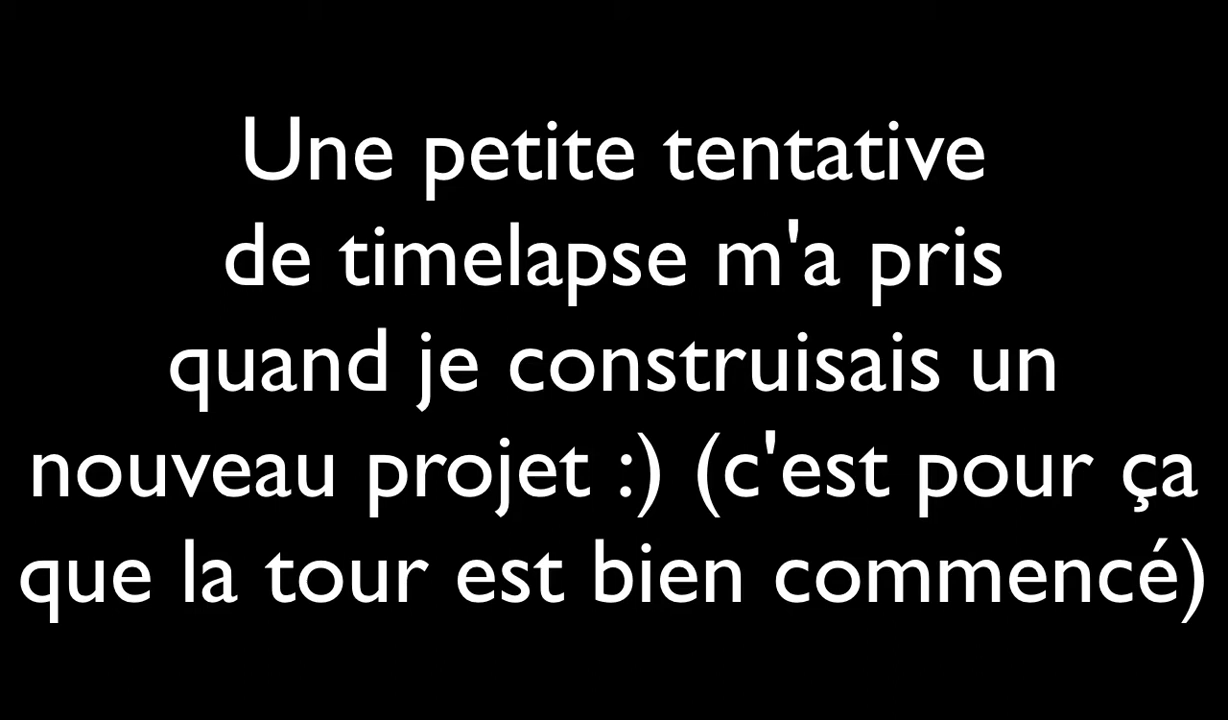 Une petite tentative
de timelapse m'a pris
quand je construisais un
nouveau projet :) (c'est pour ça
que la tour est bien commencé)